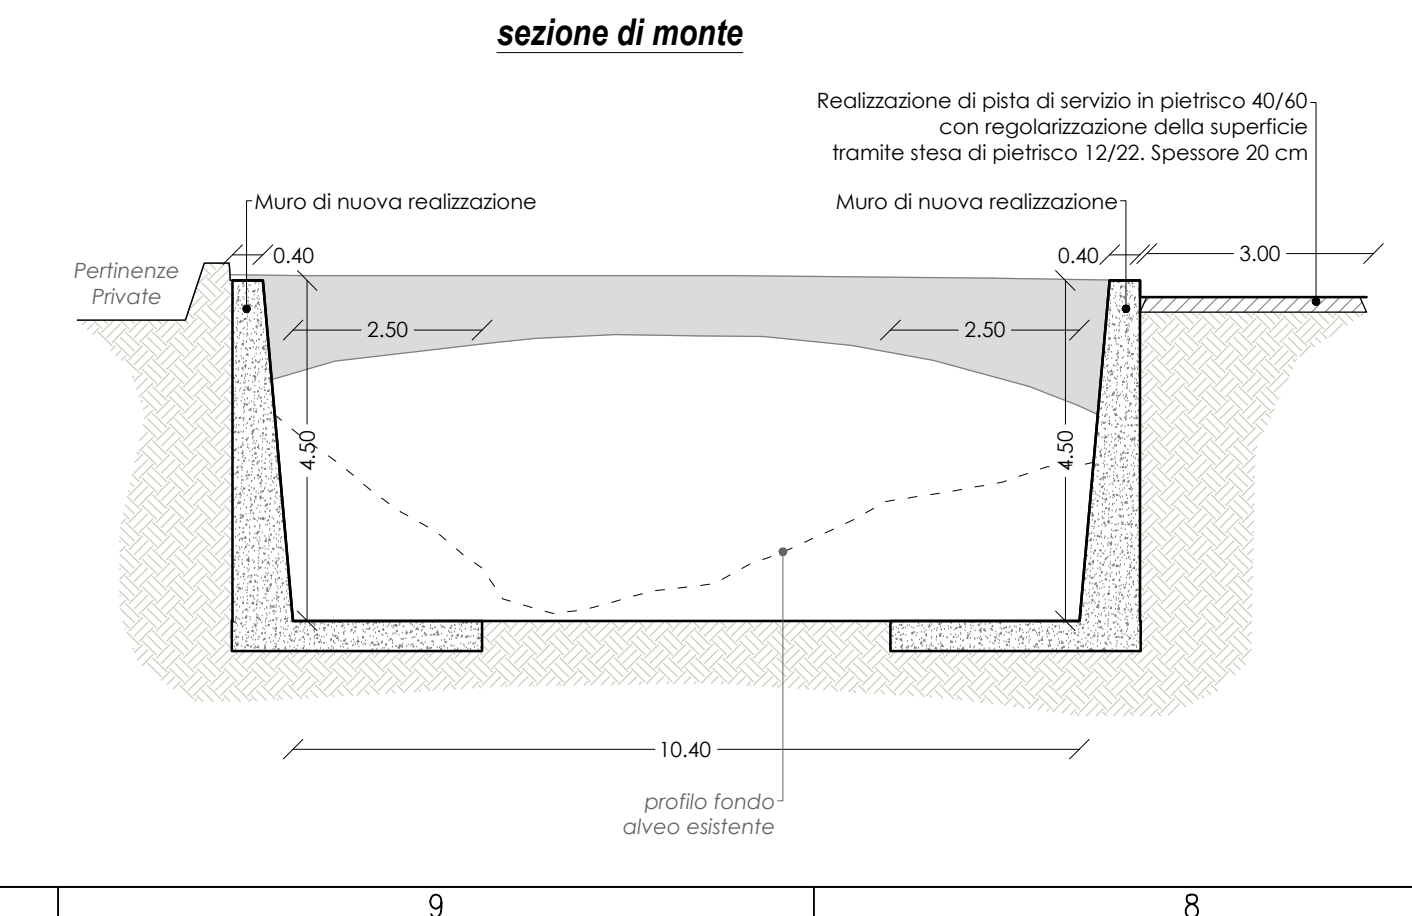 sezione di monte
Realizzazione di pista di servizio in pietrisco 40/60
con regolarizzazione della superficie
tramite stesa di pietrisco 12/22. Spessore 20 cm
Muro di nuova realizzazione
Muro di nuova realizzazione
0.40
0.40
3.00
Pertinenze
Private
2.50
2.50
4.50
4.50
10.40
profilo fondo
alveo esistente
9
8